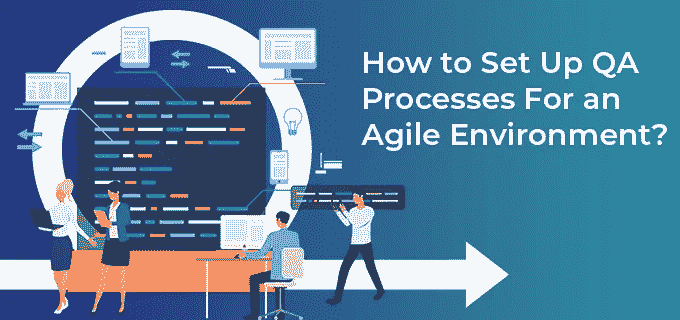 How to Set Up QA
Processes For an
Agile Environment?